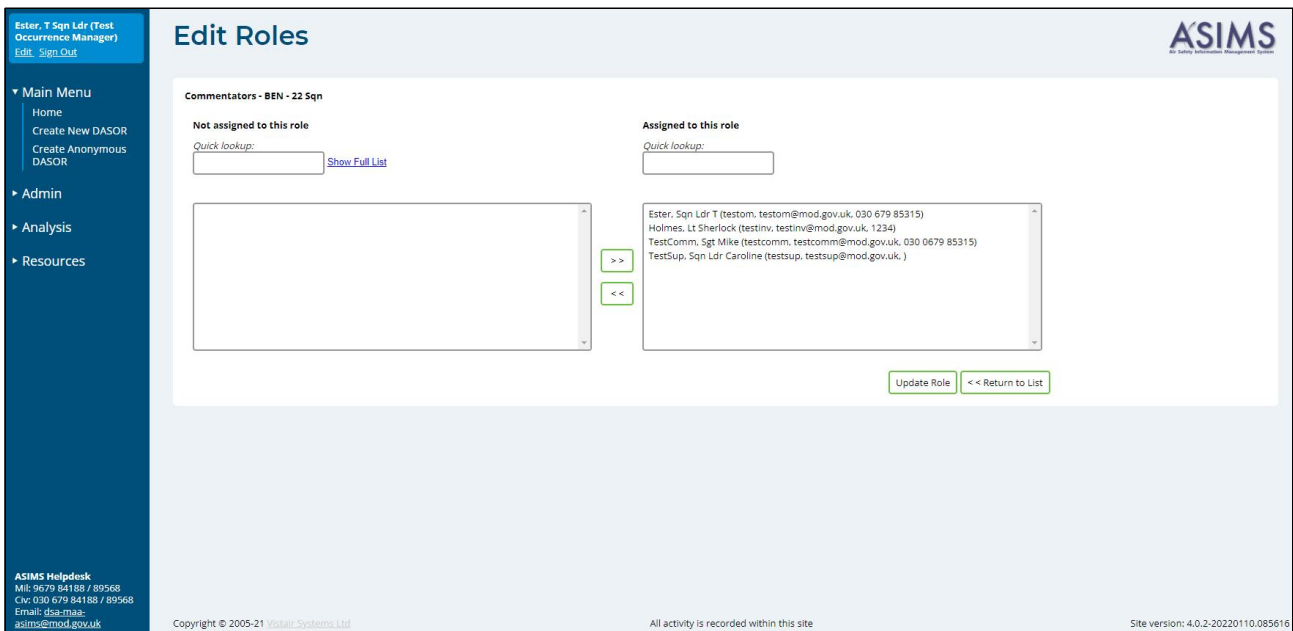 Ester, T Sqn Ldr (Test
Occurrence Manager)
Edit Sign Out
Edit Roles
ASIMS
Air Safety Information Management System
▾ Main Menu
Home
Create New DASOR
Create Anonymous
DASOR
▸ Admin
▸ Analysis
▸ Resources
Commentators - BEN - 22 Sqn
Not assigned to this role
Quick lookup:
Show Full List
Assigned to this role
Quick lookup:
Ester, Sqn Ldr T (testom, testom@mod.gov.uk, 030 679 85315)
Holmes, Lt Sherlock (testinv, testinv@mod.gov.uk, 1234)
TestComm, Sgt Mike (testcomm, testcomm@mod.gov.uk, 030 0679 85315)
TestSup, Sqn Ldr Caroline (testsup, testsup@mod.gov.uk, )
> >
< <
Update Role
< < Return to List
ASIMS Helpdesk
Mil: 9679 84188 / 89568
Civ: 030 679 84188 / 89568
Email: dsa-maa-
asims@mod.gov.uk
Copyright © 2005-21 Vistair Systems Ltd
All activity is recorded within this site
Site version: 4.0.2-20220110.085616